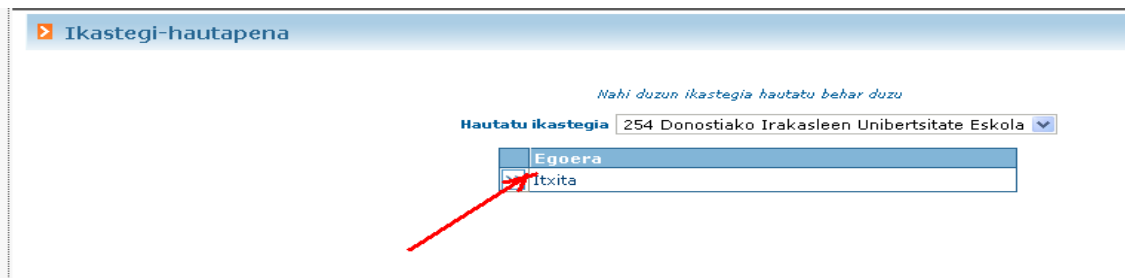 Ikastegi-hautapena
Nahi duzun ikastegia hautatu behar duzu
Hautatu ikastegia 254 Donostiako Irakasleen Unibertsitate Eskola
Egoera
Itxita